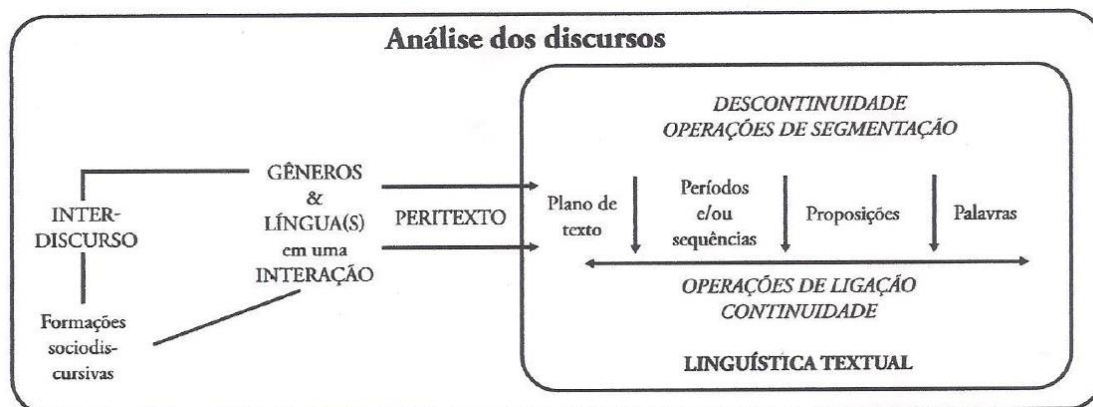 Análise dos discursos
INTER-
DISCURSO
Formações
sociodis-
cursivas
GÊNEROS
&
LÍNGUA(S)
em uma
INTERAÇÃO
PERITEXTO
DESCONTINUIDADE
OPERAÇÕES DE SEGMENTAÇÃO
Plano de
texto
Períodos
e/ou
sequências
Proposições
Palavras
OPERAÇÕES DE LIGAÇÃO
CONTINUIDADE
LINGUÍSTICA TEXTUAL